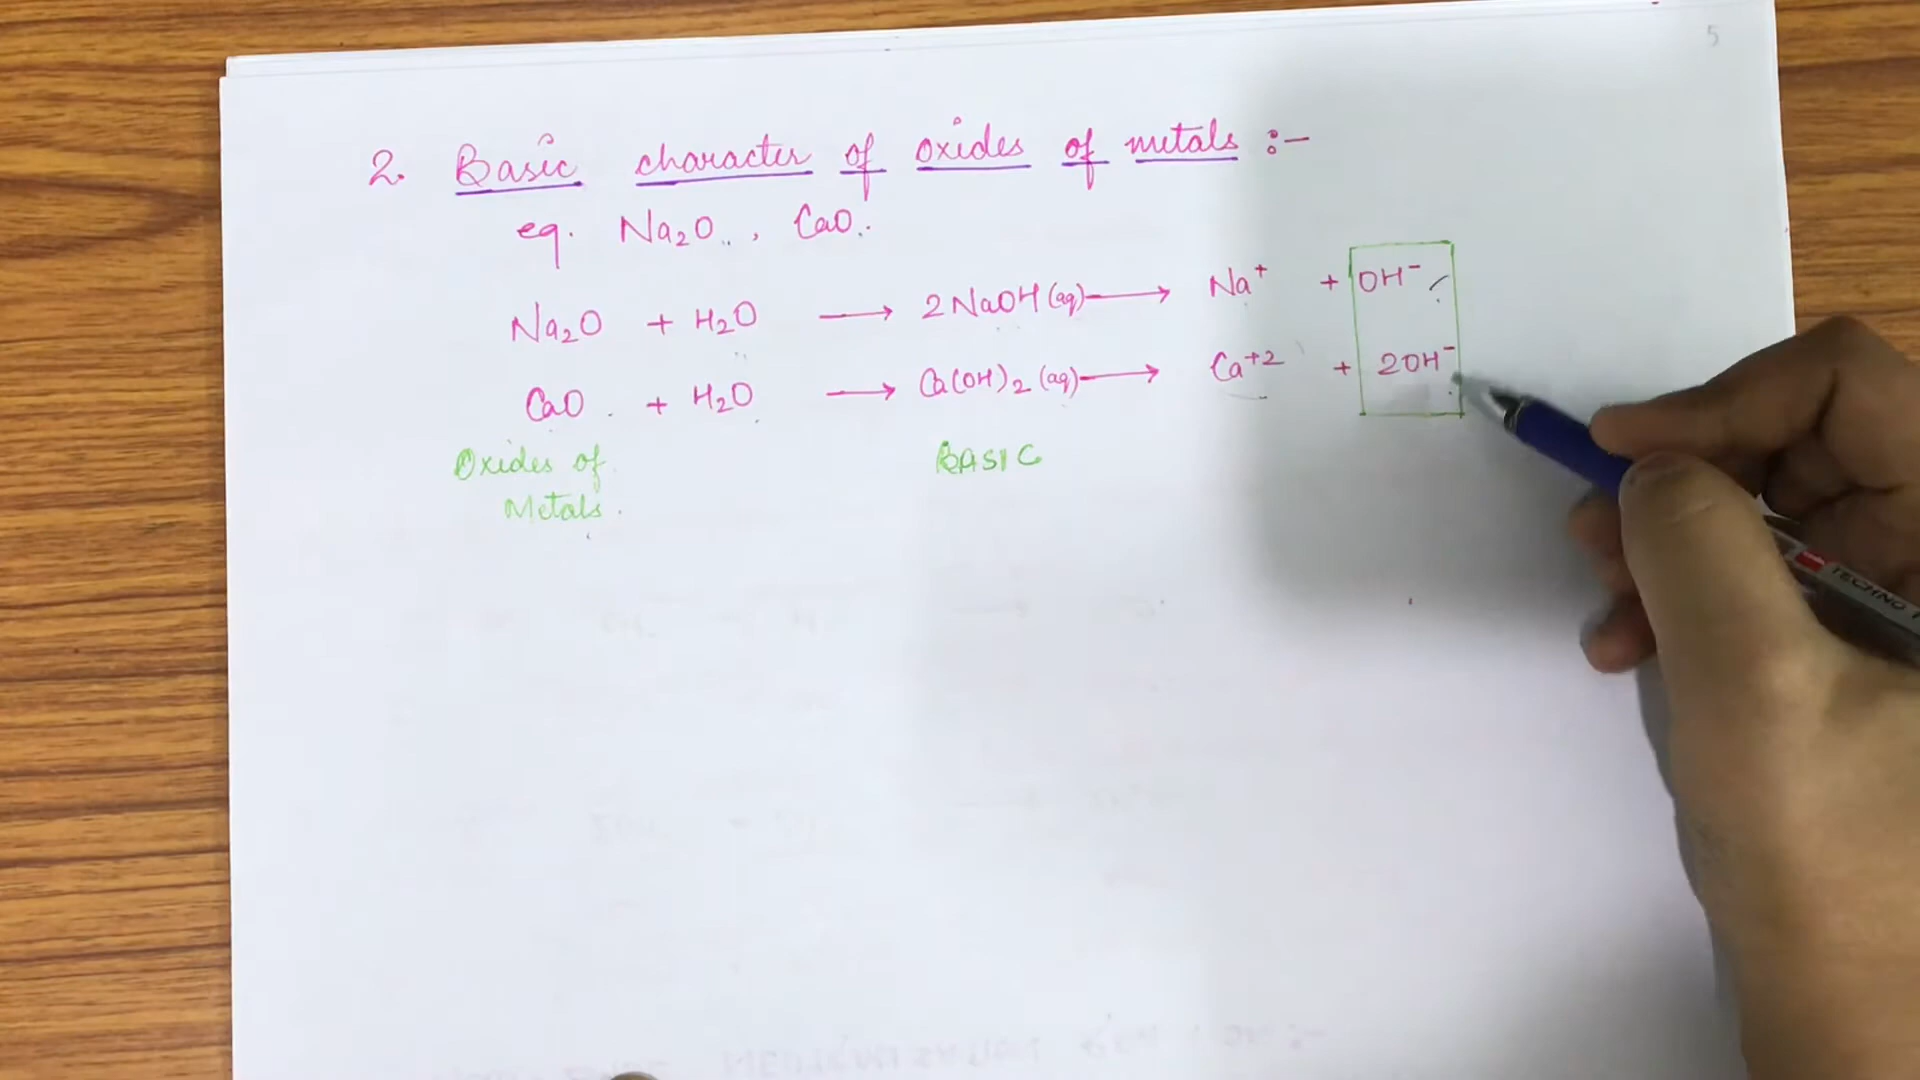 5
2. Basic character of oxides of metals :-
eg. Na₂O , CaO.
Na₂O + H₂O ⟶ 2NaOH (aq) ⟶ Na⁺ + OH⁻
CaO + H₂O ⟶ Ca(OH)₂ (aq) ⟶ Ca⁺² + 2OH⁻
Oxides of
Metals.
BASIC
TECHNO T